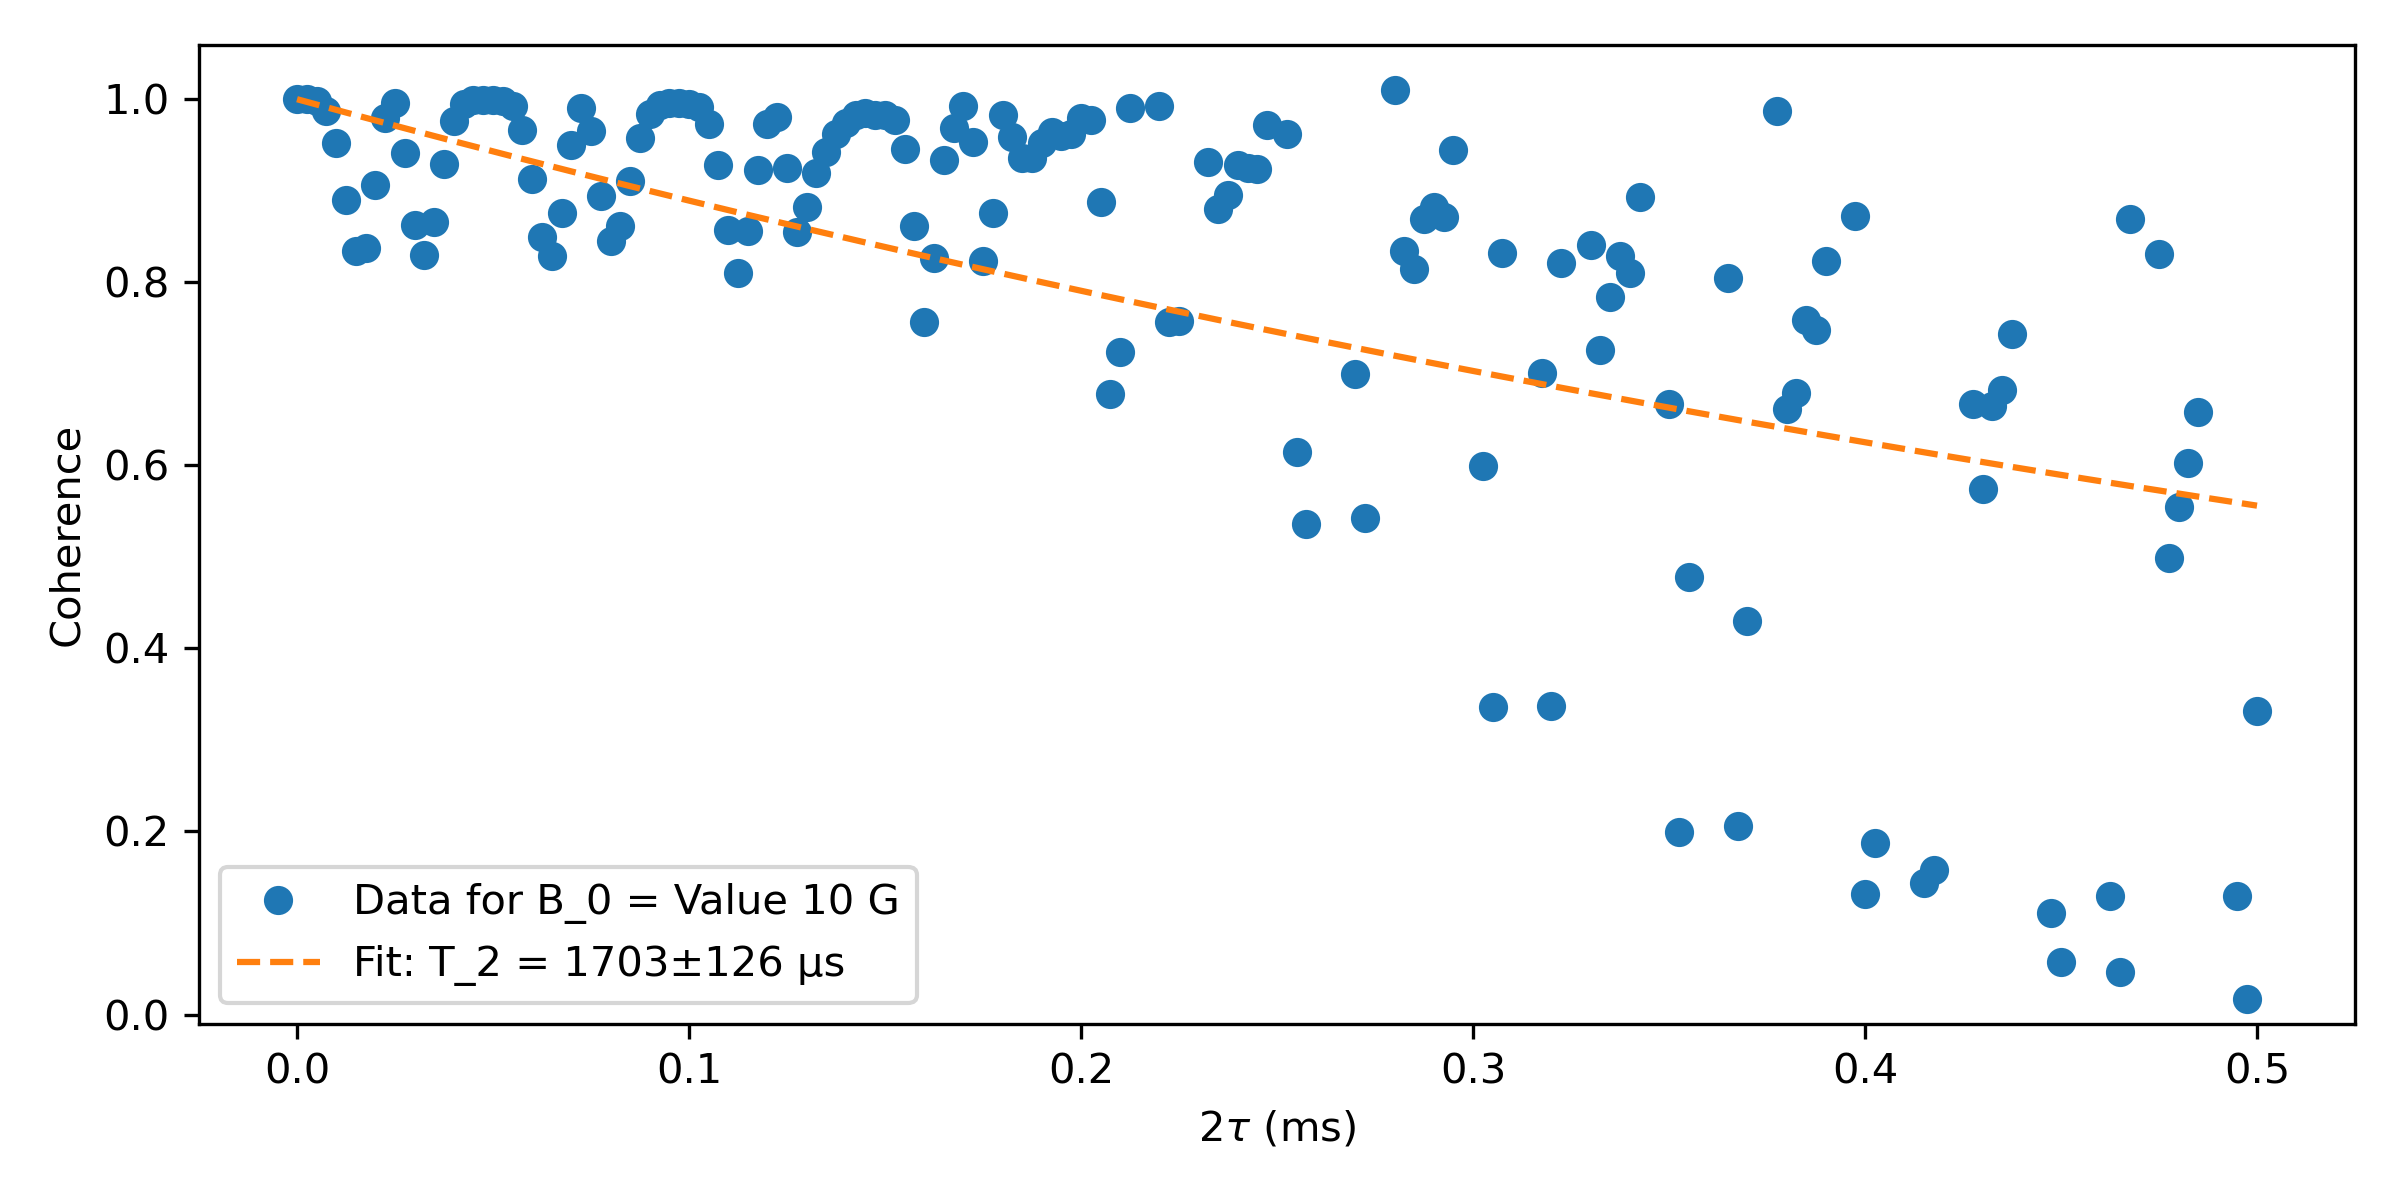 1.0
0.8
0.6
0.4
0.2
0.0
Coherence
Data for B_0 = Value 10 G
Fit: T_2 = 1703±126 μs
0.0 0.1 0.2 0.3 0.4 0.5
2τ (ms)